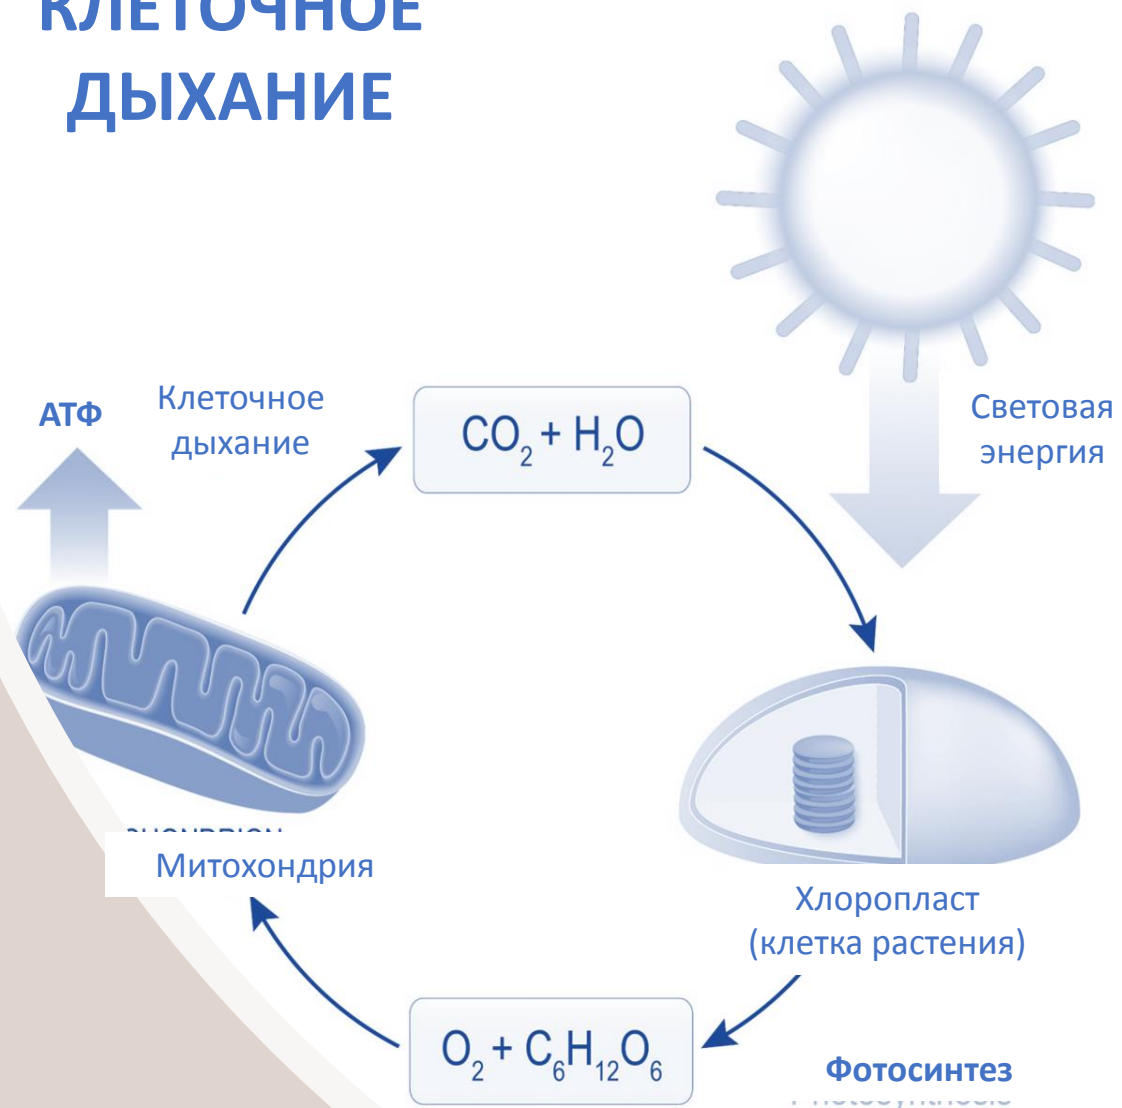 КЛЕТОЧНОЕ
ДЫХАНИЕ
АТФ
Клеточное
дыхание
CO₂ + H₂O
Световая
энергия
Митохондрия
Хлоропласт
(клетка растения)
O₂ + C₆H₁₂O₆
Фотосинтез